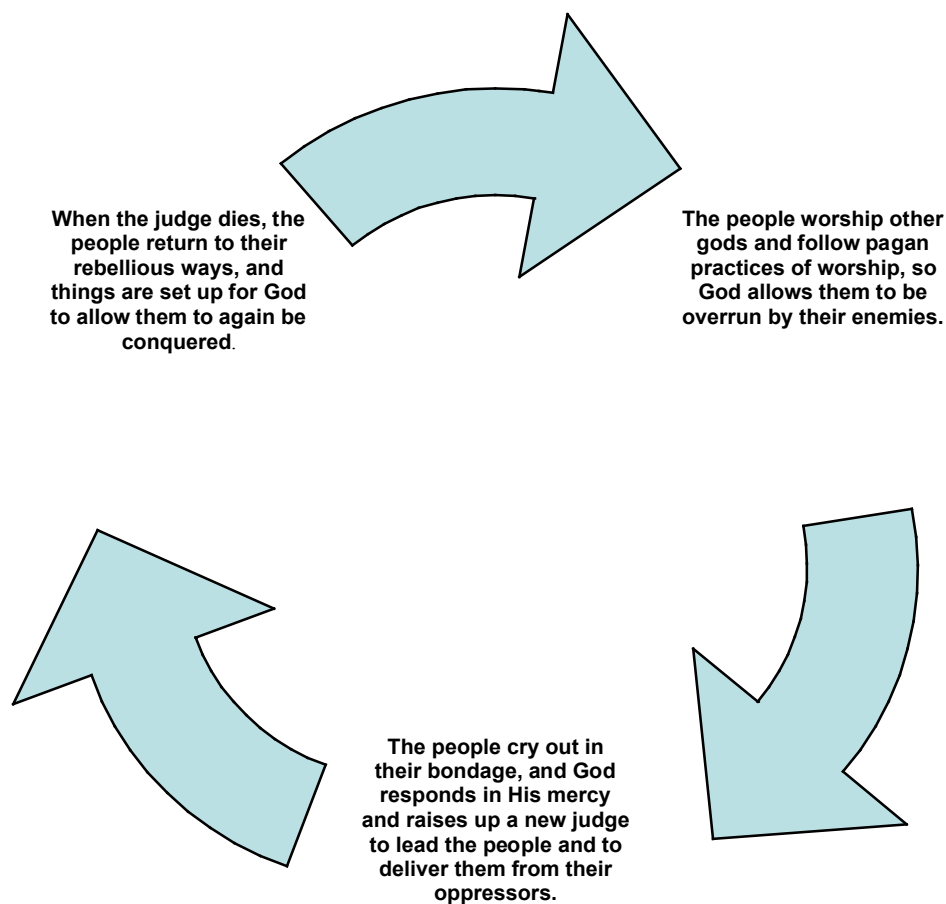 When the judge dies, the
people return to their
rebellious ways, and
things are set up for God
to allow them to again be
conquered.
The people worship other
gods and follow pagan
practices of worship, so
God allows them to be
overrun by their enemies.
The people cry out in
their bondage, and God
responds in His mercy
and raises up a new judge
to lead the people and to
deliver them from their
oppressors.